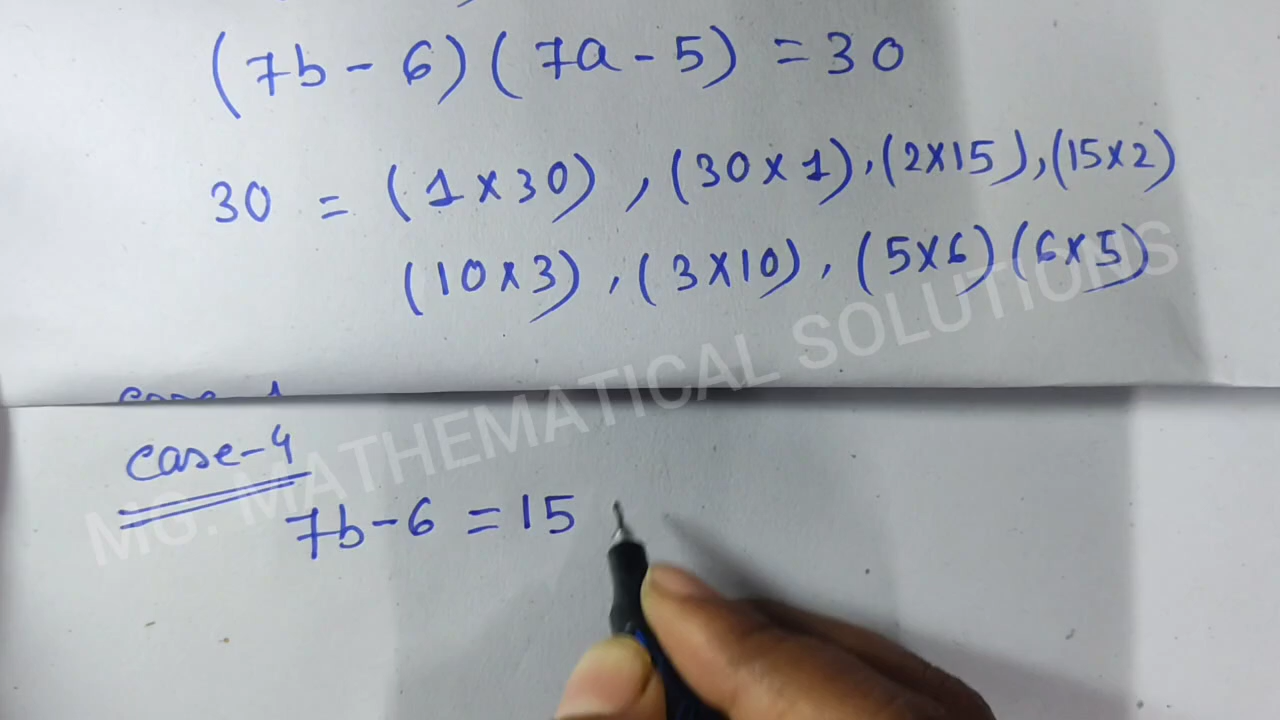 (7b - 6) (7a - 5) = 30
30 = (1 × 30) , (30 × 1) , (2×15) , (15×2)
(10×3) , (3×10) , (5×6) (6×5)
case-4
7b - 6 = 15
MG. MATHEMATICAL SOLUTIONS